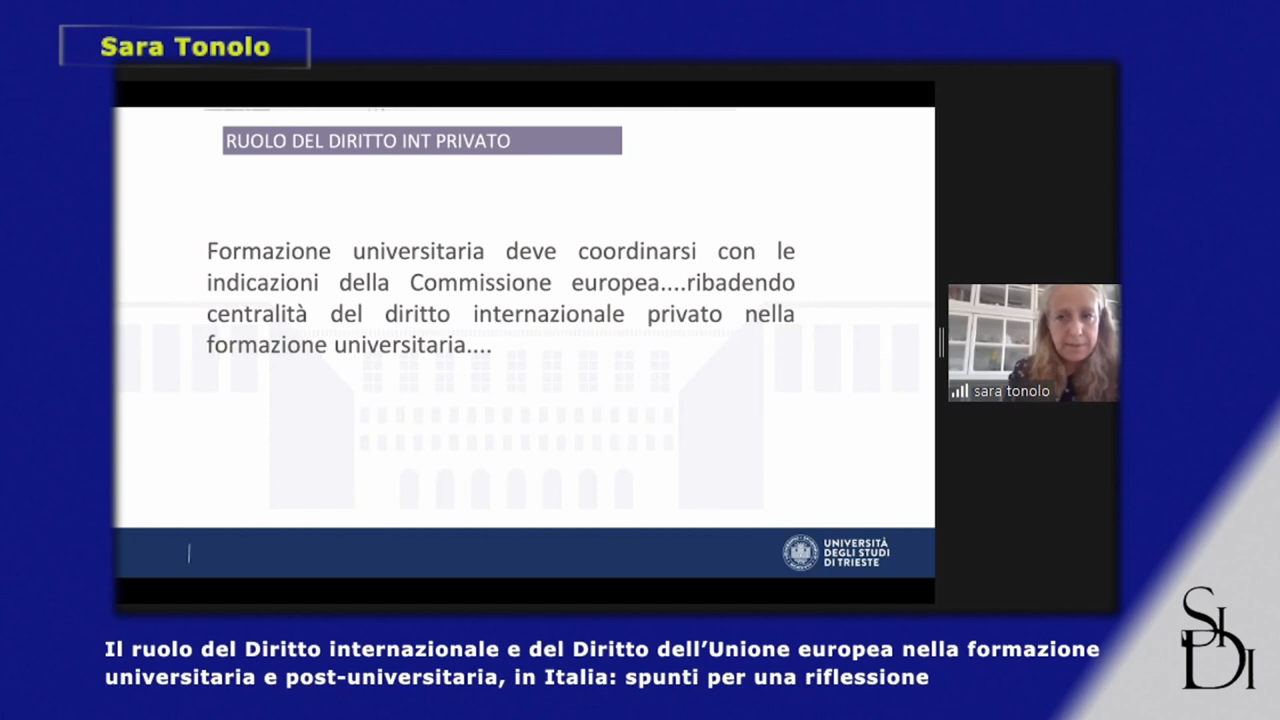 Sara Tonolo
RUOLO DEL DIRITTO INT PRIVATO
Formazione universitaria deve coordinarsi con le
indicazioni della Commissione europea....ribadendo
centralità del diritto internazionale privato nella
formazione universitaria....
sara tonolo
UNIVERSITÀ
DEGLI STUDI
DI TRIESTE
Il ruolo del Diritto internazionale e del Diritto dell’Unione europea nella formazione
universitaria e post-universitaria, in Italia: spunti per una riflessione
SIDI